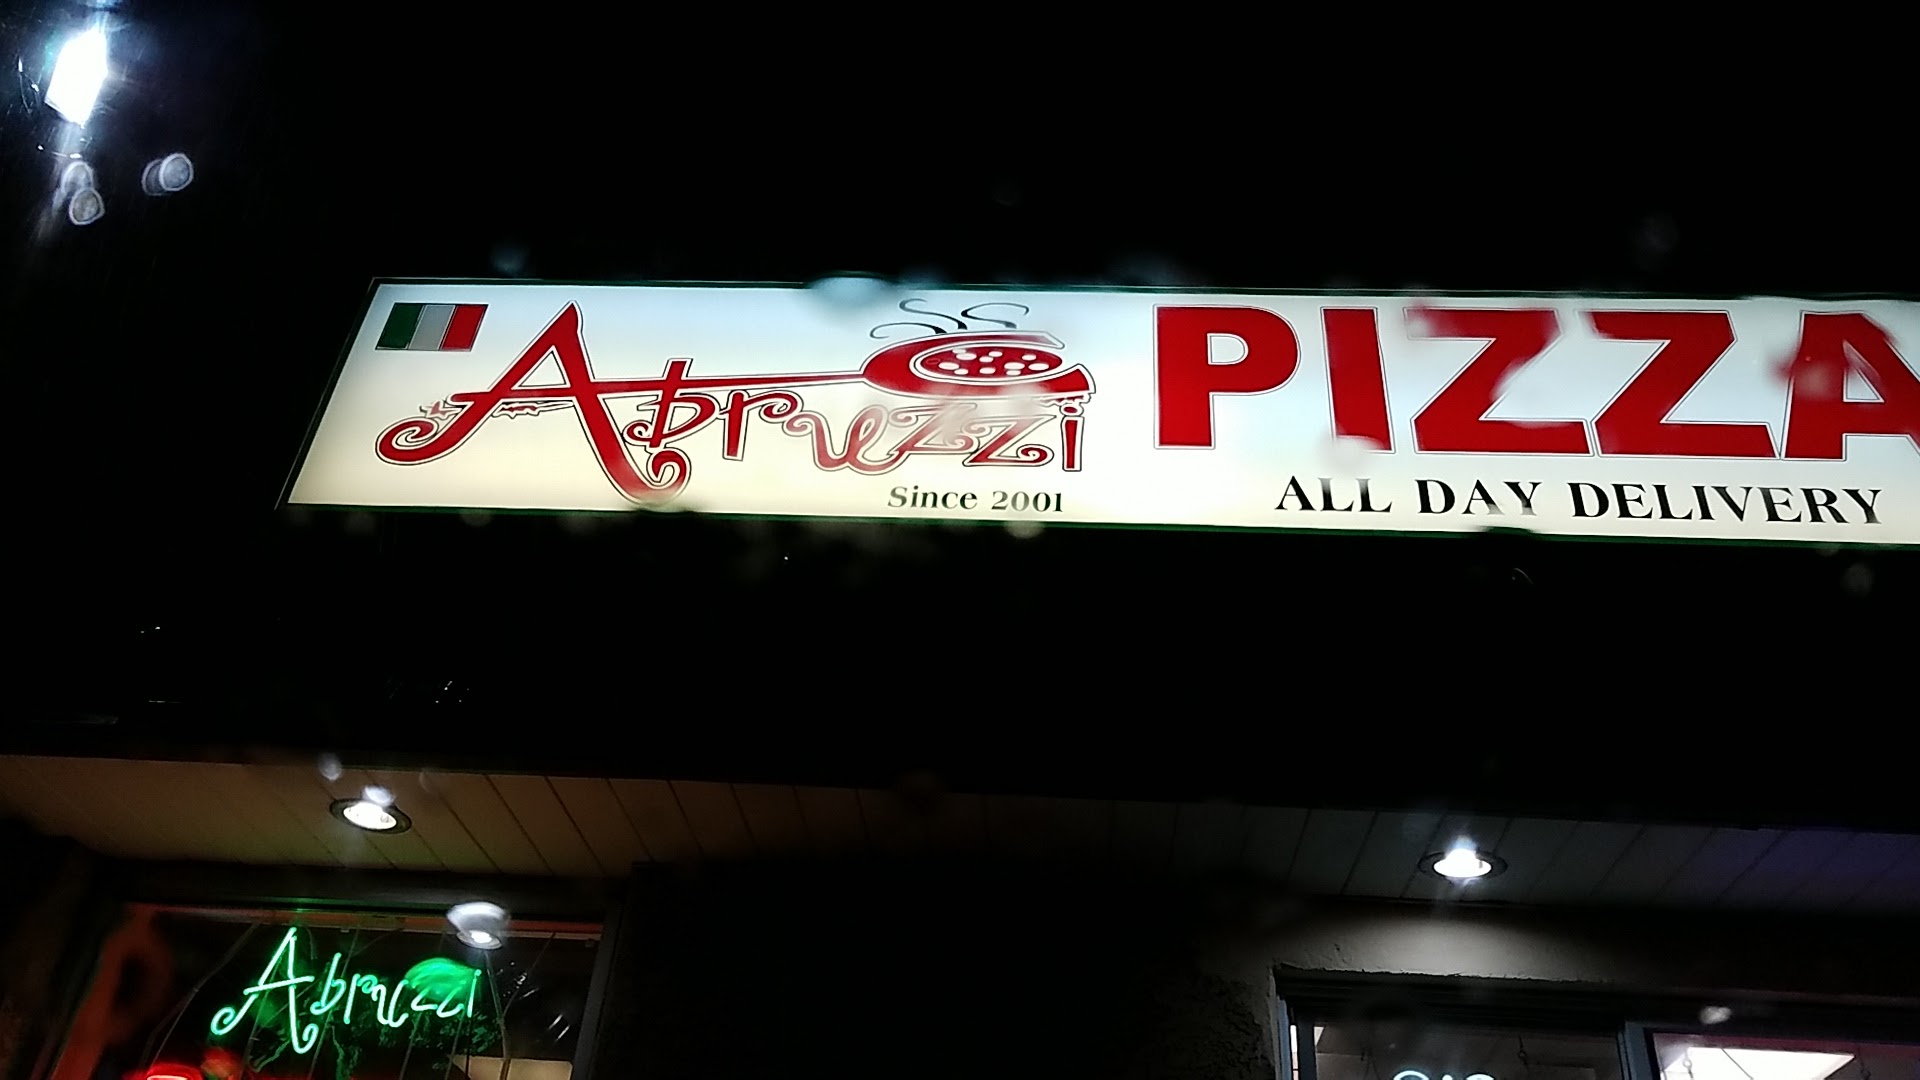 Abruzzi PIZZA
Since 2001
ALL DAY DELIVERY
Abruzzi